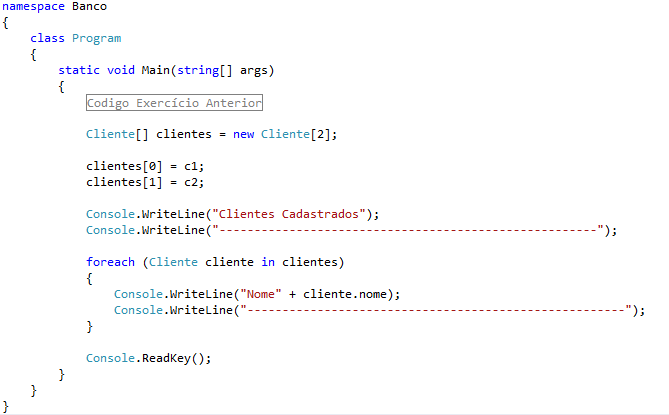 namespace Banco
{
class Program
{
static void Main(string[] args)
{
Codigo Exercício Anterior
Cliente[] clientes = new Cliente[2];
clientes[0] = c1;
clientes[1] = c2;
Console.WriteLine("Clientes Cadastrados");
Console.WriteLine("------------------------------------------------------");
foreach (Cliente cliente in clientes)
{
Console.WriteLine("Nome" + cliente.nome);
Console.WriteLine("------------------------------------------------------");
}
Console.ReadKey();
}
}
}